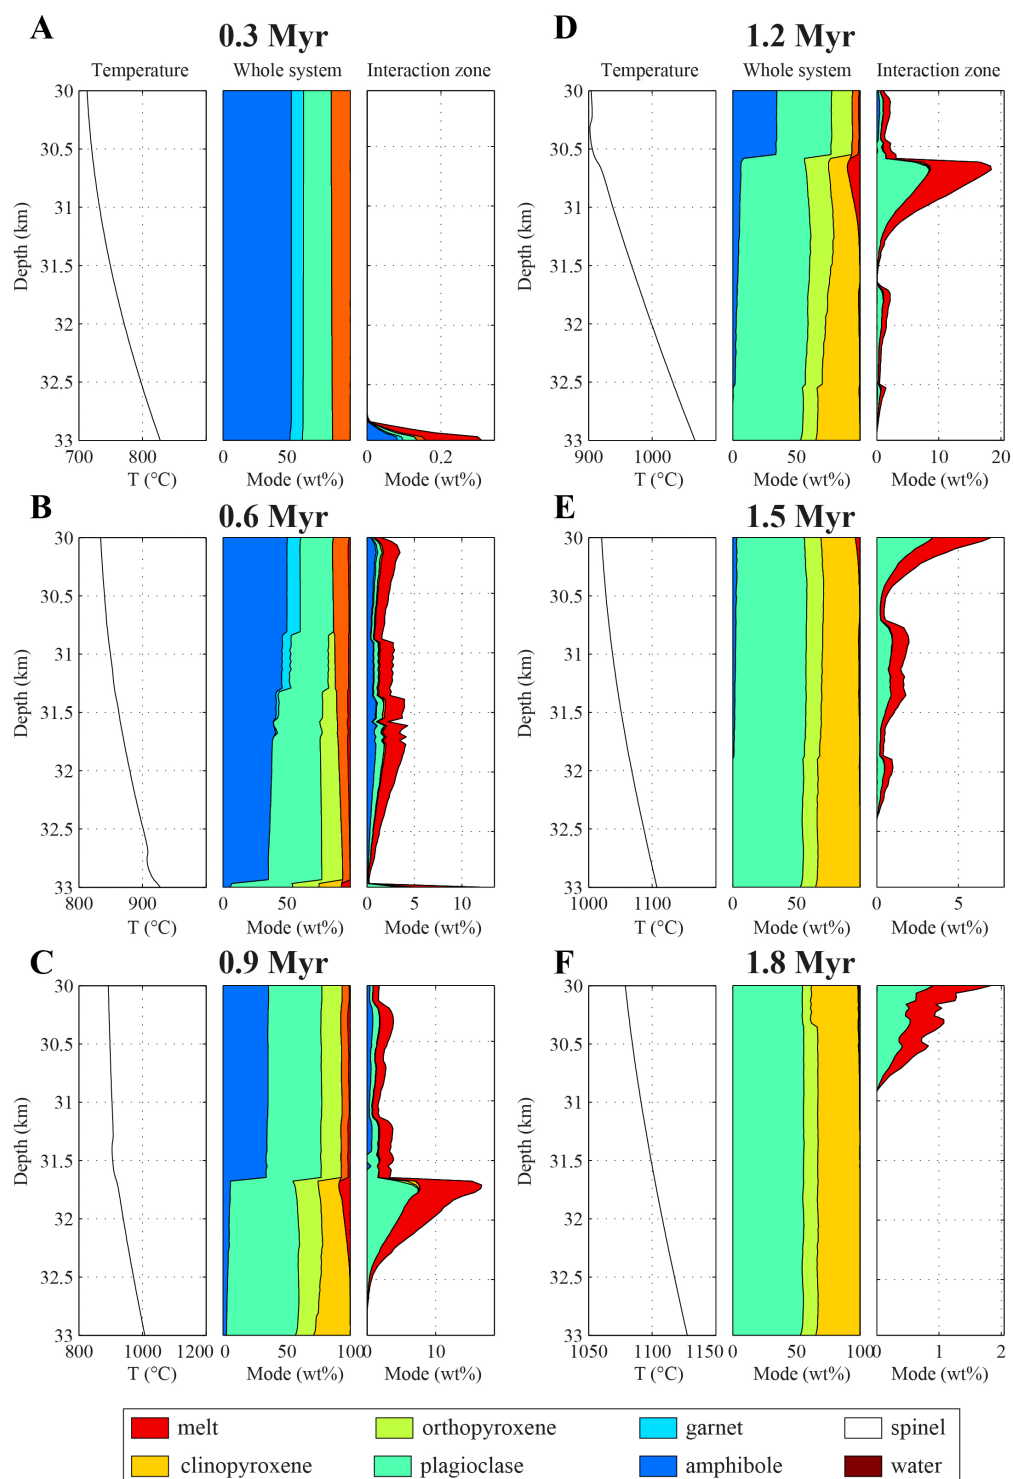 A
0.3 Myr
Temperature
Whole system
Interaction zone
Depth (km)
30
30.5
31
31.5
32
32.5
33
700 800
0 50
0 0.2
T (°C)
Mode (wt%)
Mode (wt%)
D
1.2 Myr
Temperature
Whole system
Interaction zone
Depth (km)
30
30.5
31
31.5
32
32.5
33
900 1000
0 50
0 10 20
T (°C)
Mode (wt%)
Mode (wt%)
B
0.6 Myr
Depth (km)
30
30.5
31
31.5
32
32.5
33
800 900
0 50
0 5 10
T (°C)
Mode (wt%)
Mode (wt%)
E
1.5 Myr
Depth (km)
30
30.5
31
31.5
32
32.5
33
1000 1100
0 50
0 5
T (°C)
Mode (wt%)
Mode (wt%)
C
0.9 Myr
Depth (km)
30
30.5
31
31.5
32
32.5
33
800 1000 1200
0 50 100
10
T (°C)
Mode (wt%)
Mode (wt%)
F
1.8 Myr
Depth (km)
30
30.5
31
31.5
32
32.5
33
1050 1100 1150
0 50 100
0 1 2
T (°C)
Mode (wt%)
Mode (wt%)
melt
orthopyroxene
garnet
spinel
clinopyroxene
plagioclase
amphibole
water